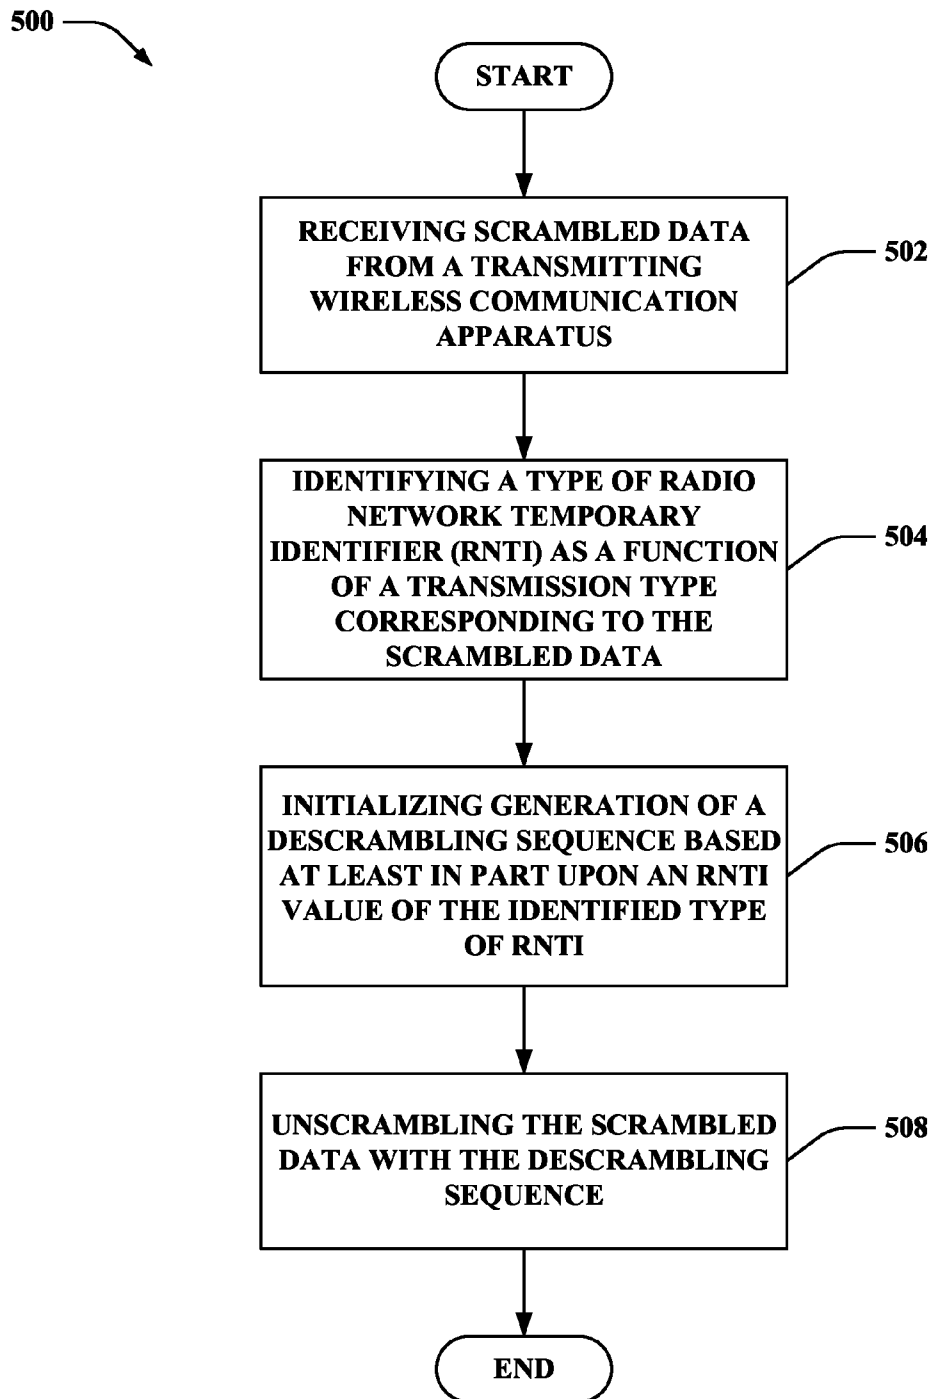 500
START
RECEIVING SCRAMBLED DATA
FROM A TRANSMITTING
WIRELESS COMMUNICATION
APPARATUS
502
IDENTIFYING A TYPE OF RADIO
NETWORK TEMPORARY
IDENTIFIER (RNTI) AS A FUNCTION
OF A TRANSMISSION TYPE
CORRESPONDING TO THE
SCRAMBLED DATA
504
INITIALIZING GENERATION OF A
DESCRAMBLING SEQUENCE BASED
AT LEAST IN PART UPON AN RNTI
VALUE OF THE IDENTIFIED TYPE
OF RNTI
506
UNSCRAMBLING THE SCRAMBLED
DATA WITH THE DESCRAMBLING
SEQUENCE
508
END